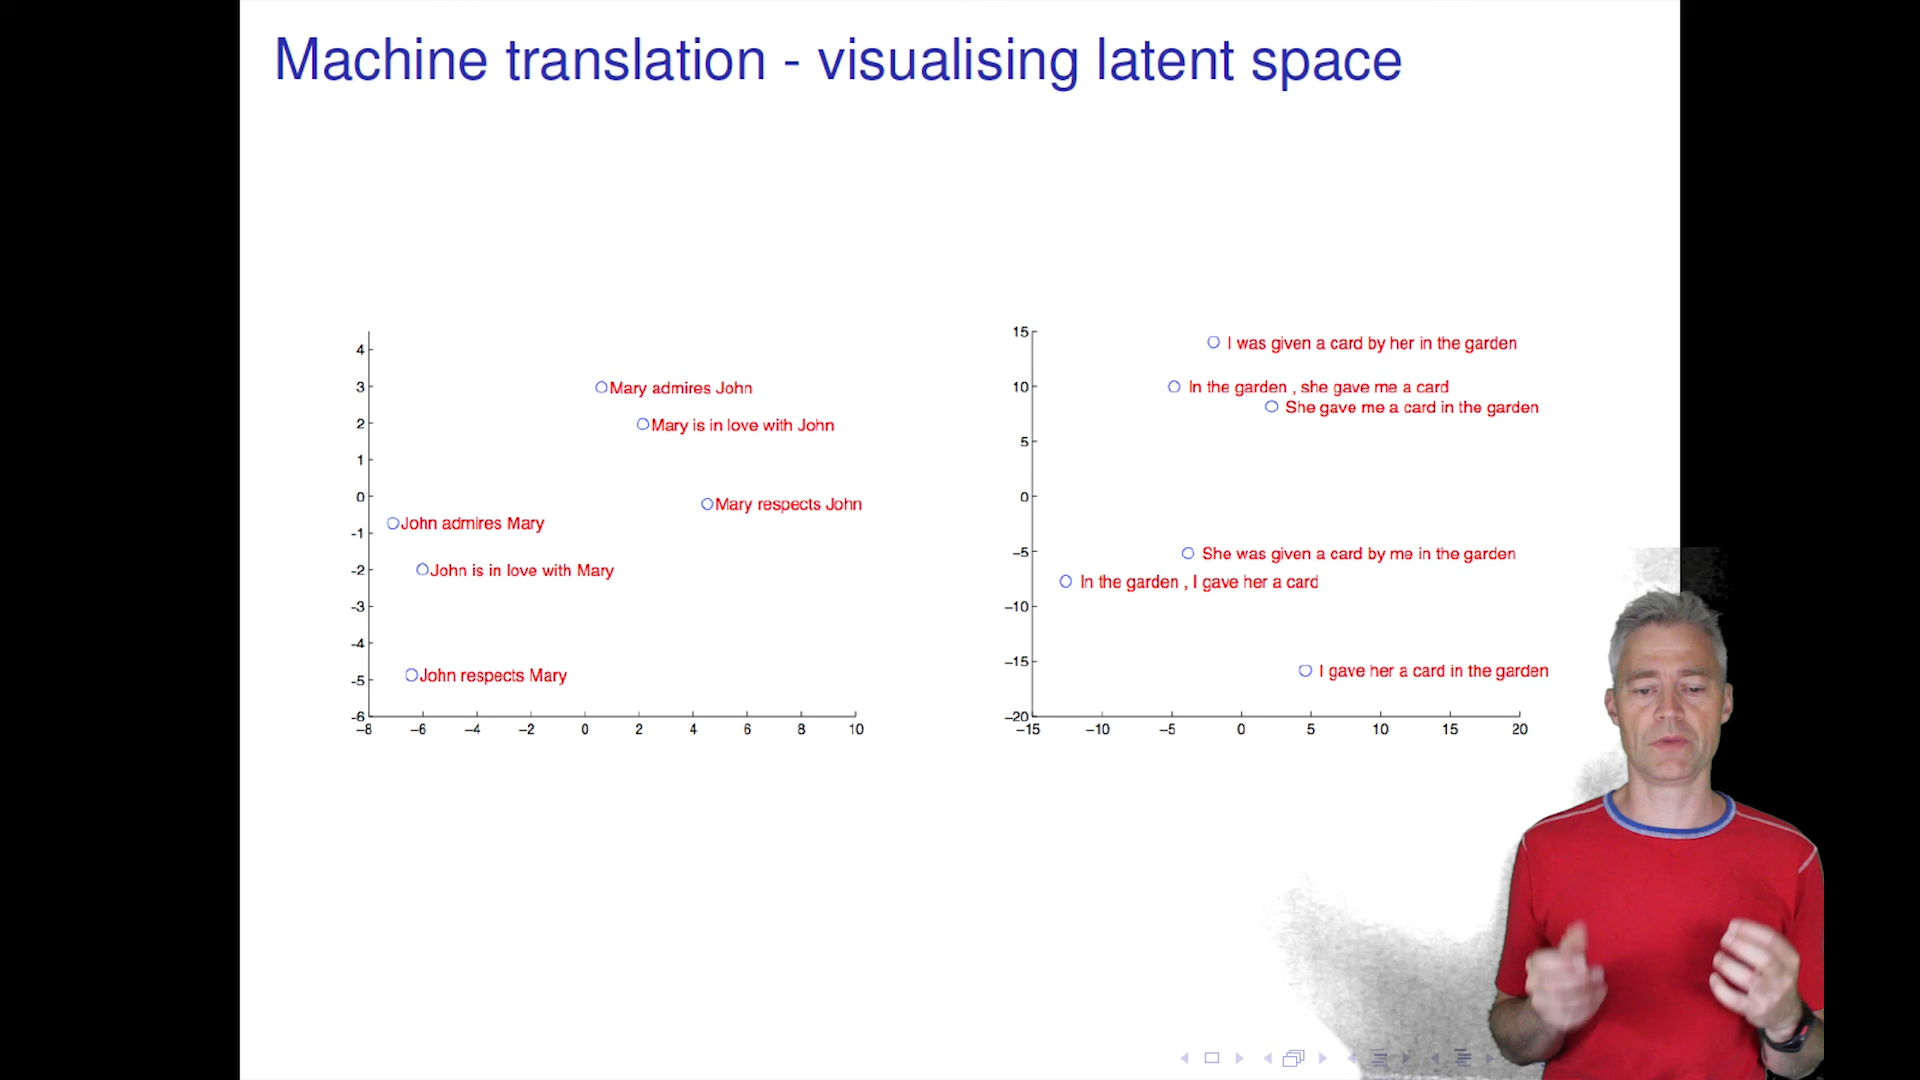 Machine translation - visualising latent space
4
3
2
1
0
-1
-2
-3
-4
-5
-6
-8
-6
-4
-2
0
2
4
6
8
10
Mary admires John
Mary is in love with John
Mary respects John
John admires Mary
John is in love with Mary
John respects Mary
15
10
5
0
-5
-10
-15
-20
-15
-10
-5
0
5
10
15
20
I was given a card by her in the garden
In the garden , she gave me a card
She gave me a card in the garden
She was given a card by me in the garden
In the garden , I gave her a card
I gave her a card in the garden